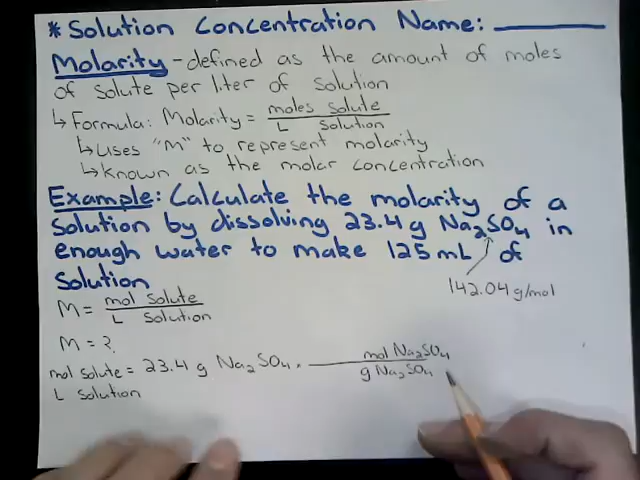 * Solution Concentration Name: ________
Molarity - defined as the amount of moles
of solute per liter of solution
↳ Formula: Molarity = moles solute / L solution
↳ Uses "M" to represent molarity
↳ Known as the molar concentration
Example: Calculate the molarity of a
solution by dissolving 23.4 g Na₂SO₄ in
enough water to make 125 mL of
solution
142.04 g/mol
M = mol solute / L solution
M = ?
mol solute = 23.4 g Na₂SO₄ · mol Na₂SO₄ / g Na₂SO₄
L solution